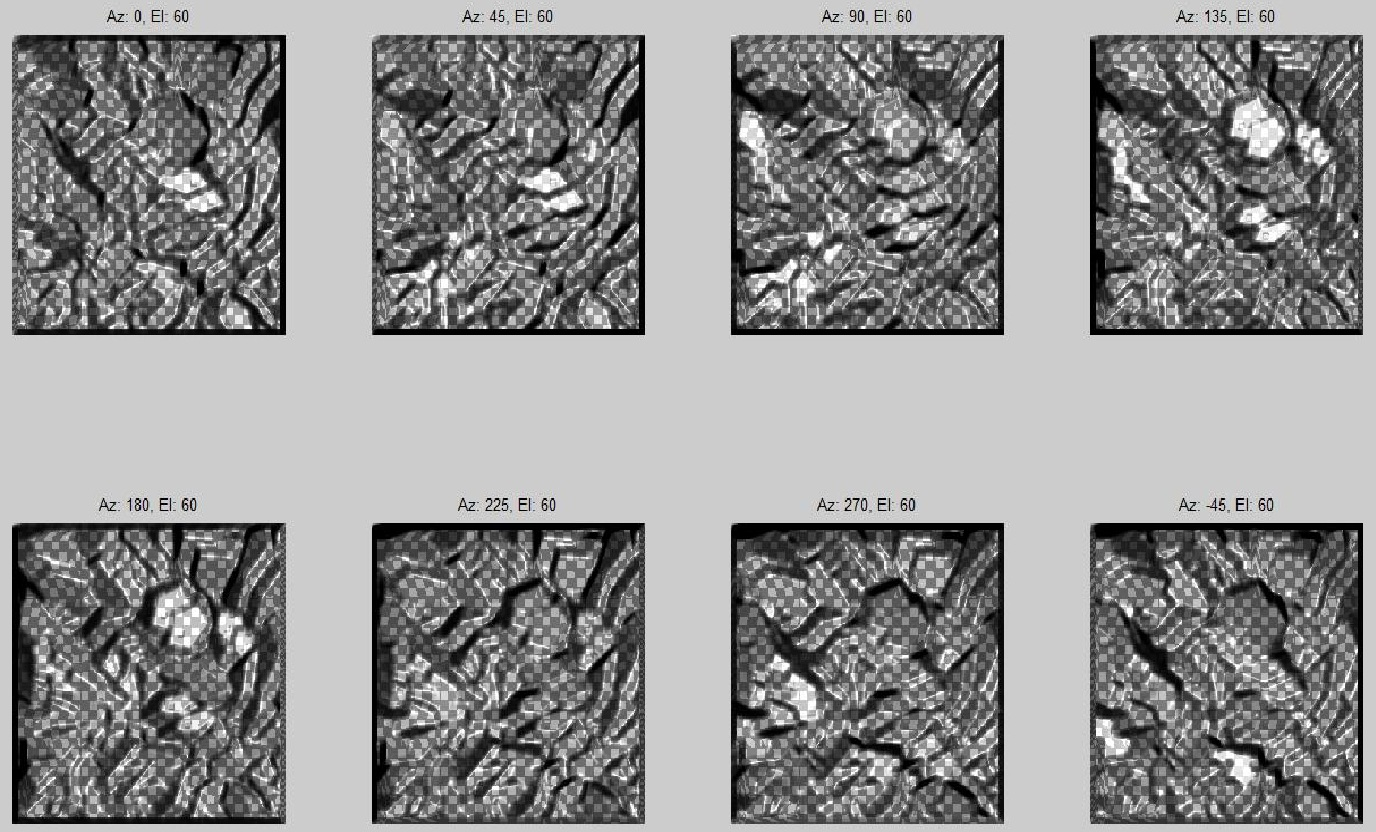 Az: 0, El: 60
Az: 45, El: 60
Az: 90, El: 60
Az: 135, El: 60
Az: 180, El: 60
Az: 225, El: 60
Az: 270, El: 60
Az: -45, El: 60